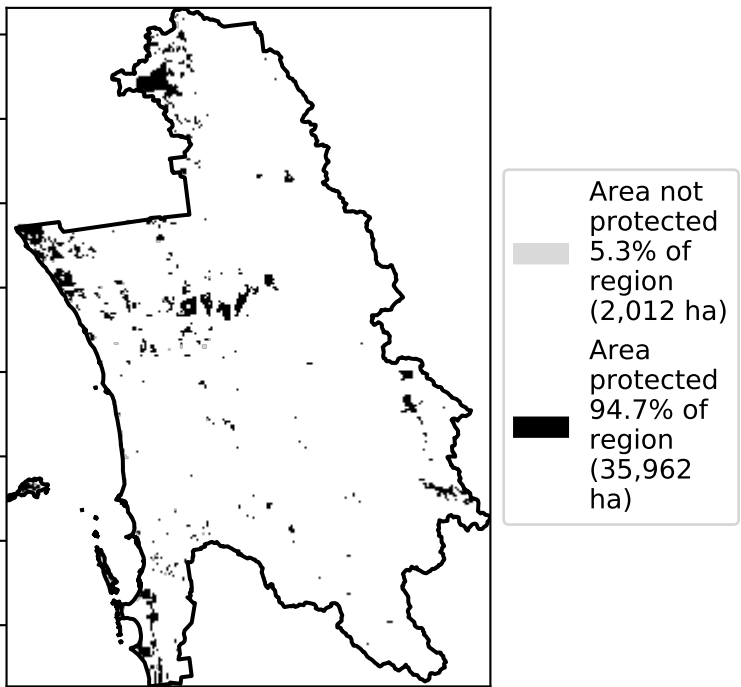 Area not
protected
5.3% of
region
(2,012 ha)
Area
protected
94.7% of
region
(35,962
ha)